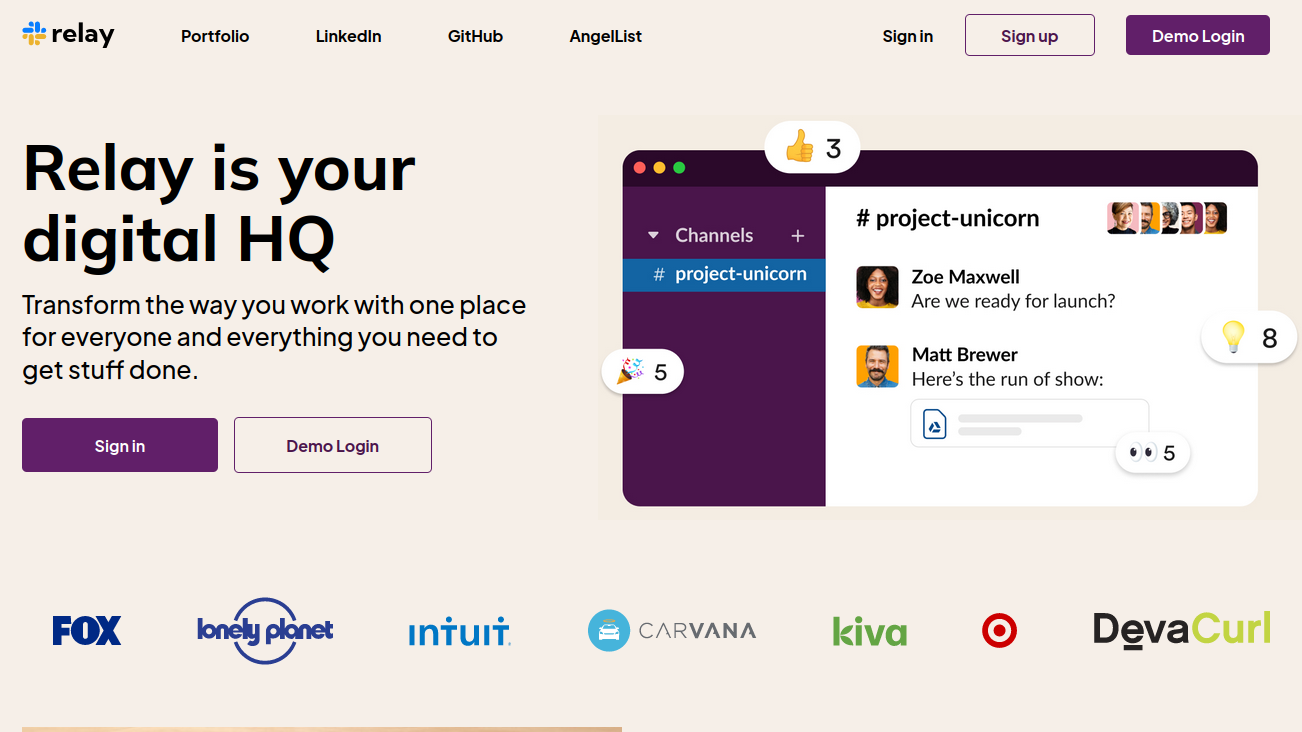 relay
Portfolio
LinkedIn
GitHub
AngelList
Sign in
Sign up
Demo Login
Relay is your
digital HQ
Transform the way you work with one place
for everyone and everything you need to
get stuff done.
Sign in
Demo Login
3
Channels +
# project-unicorn
# project-unicorn
Zoe Maxwell
Are we ready for launch?
8
Matt Brewer
Here's the run of show:
5
5
FOX
lonely planet
intuit.
CARVANA
kiva
DevaCurl